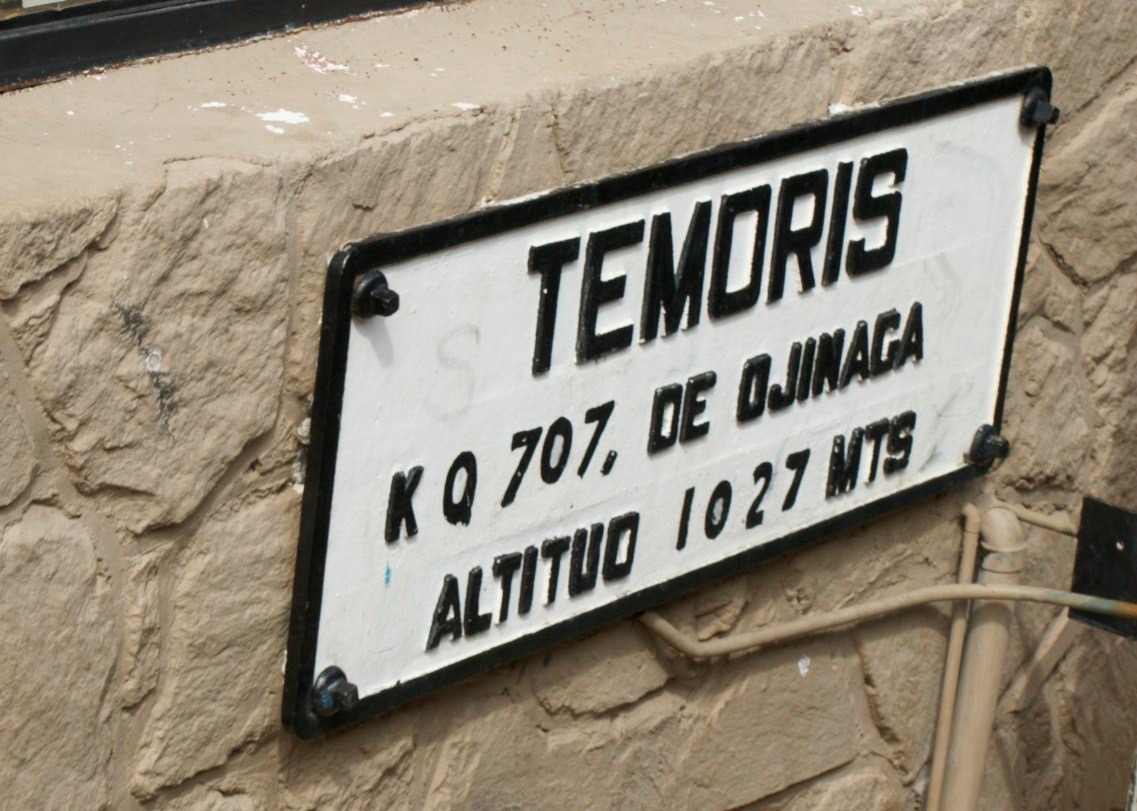 TEMORIS
K Q 707, DE OJINAGA
ALTITUD 1027 MTS